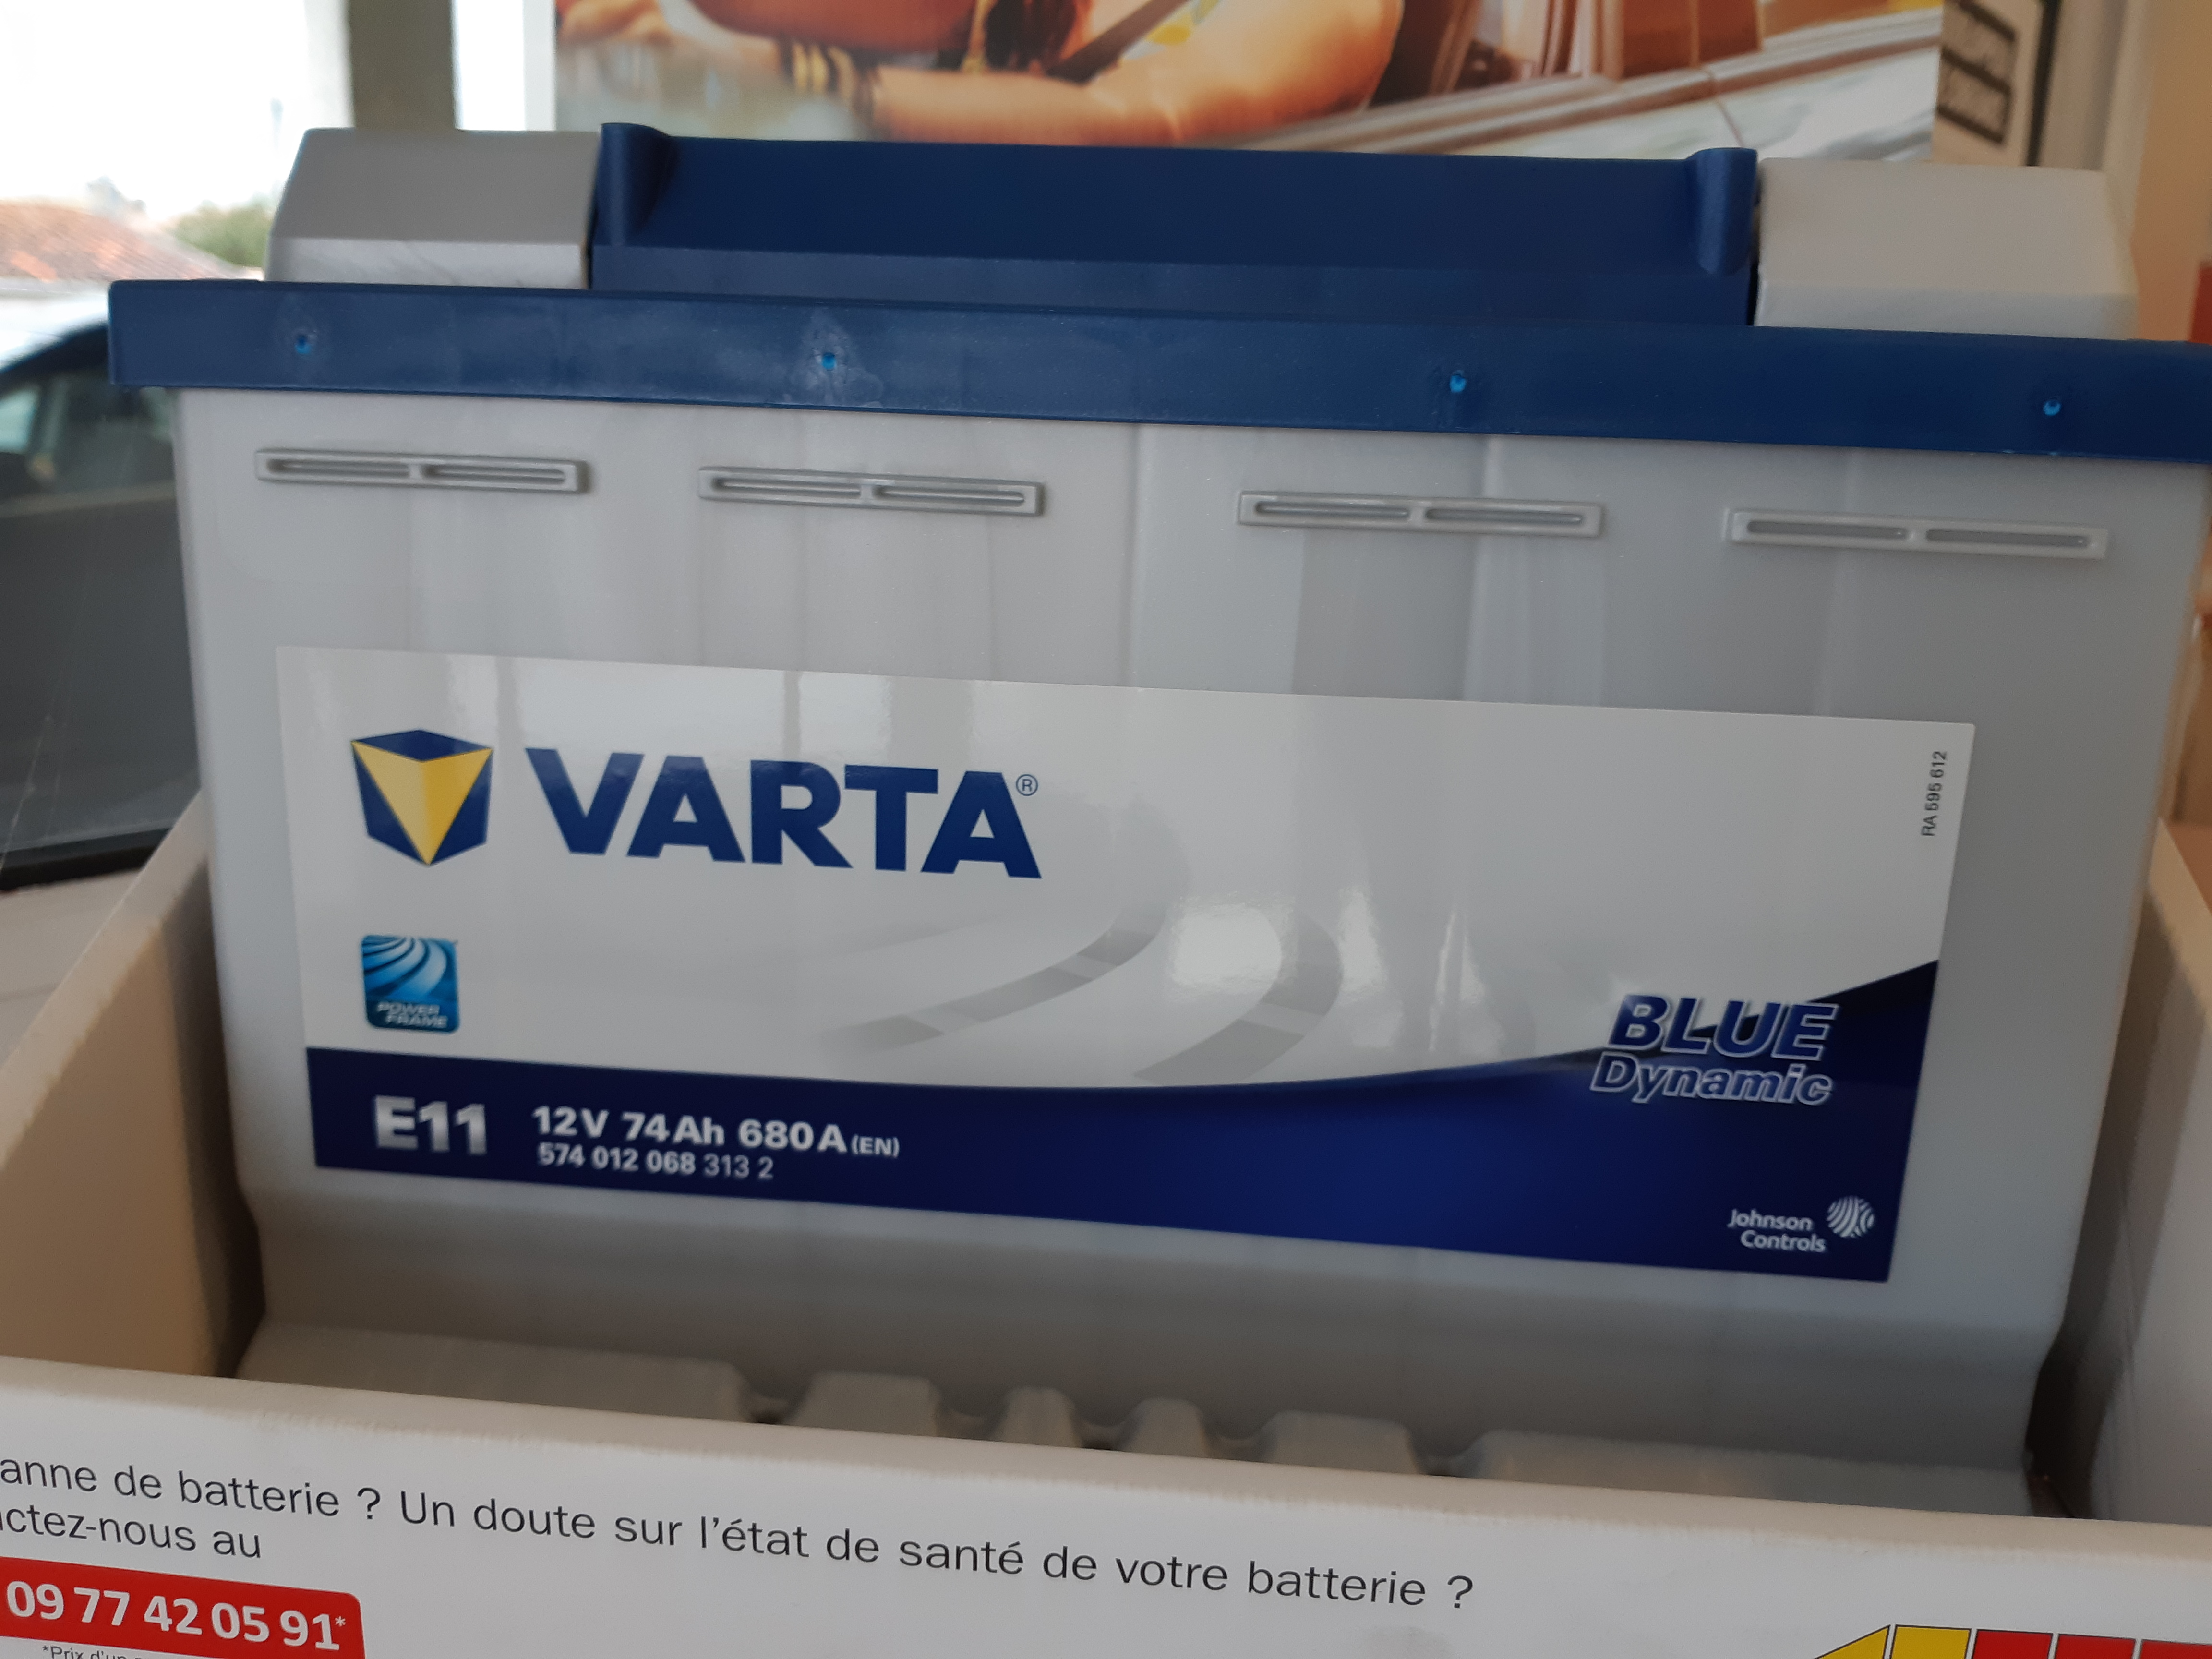 VARTA®
RA 595 612
POWER
FRAME
BLUE
Dynamic
E11
12V 74Ah 680A (EN)
574 012 068 313 2
Johnson
Controls
anne de batterie ? Un doute sur l'état de santé de votre batterie ?
ctez-nous au
09 77 42 05 91*
*Prix d'un